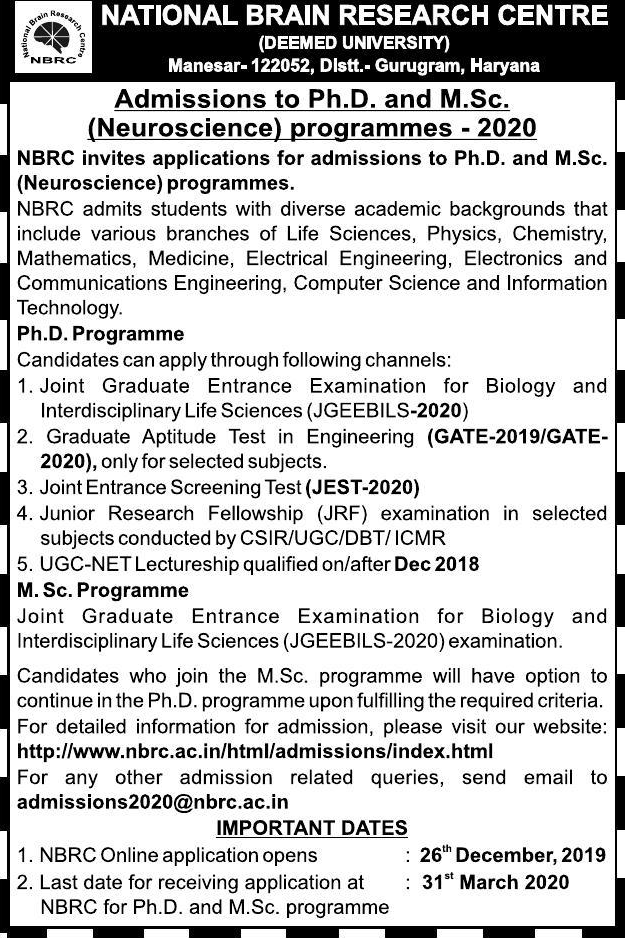 National Brain Research Centre
NBRC
NATIONAL BRAIN RESEARCH CENTRE
(DEEMED UNIVERSITY)
Manesar- 122052, Distt.- Gurugram, Haryana
Admissions to Ph.D. and M.Sc.
(Neuroscience) programmes - 2020
NBRC invites applications for admissions to Ph.D. and M.Sc.
(Neuroscience) programmes.
NBRC admits students with diverse academic backgrounds that
include various branches of Life Sciences, Physics, Chemistry,
Mathematics, Medicine, Electrical Engineering, Electronics and
Communications Engineering, Computer Science and Information
Technology.
Ph.D. Programme
Candidates can apply through following channels:
1. Joint Graduate Entrance Examination for Biology and
Interdisciplinary Life Sciences (JGEEBILS-2020)
2. Graduate Aptitude Test in Engineering (GATE-2019/GATE-
2020), only for selected subjects.
3. Joint Entrance Screening Test (JEST-2020)
4. Junior Research Fellowship (JRF) examination in selected
subjects conducted by CSIR/UGC/DBT/ ICMR
5. UGC-NET Lectureship qualified on/after Dec 2018
M. Sc. Programme
Joint Graduate Entrance Examination for Biology and
Interdisciplinary Life Sciences (JGEEBILS-2020) examination.
Candidates who join the M.Sc. programme will have option to
continue in the Ph.D. programme upon fulfilling the required criteria.
For detailed information for admission, please visit our website:
http://www.nbrc.ac.in/html/admissions/index.html
For any other admission related queries, send email to
admissions2020@nbrc.ac.in
IMPORTANT DATES
1. NBRC Online application opens : 26th December, 2019
2. Last date for receiving application at : 31st March 2020
NBRC for Ph.D. and M.Sc. programme